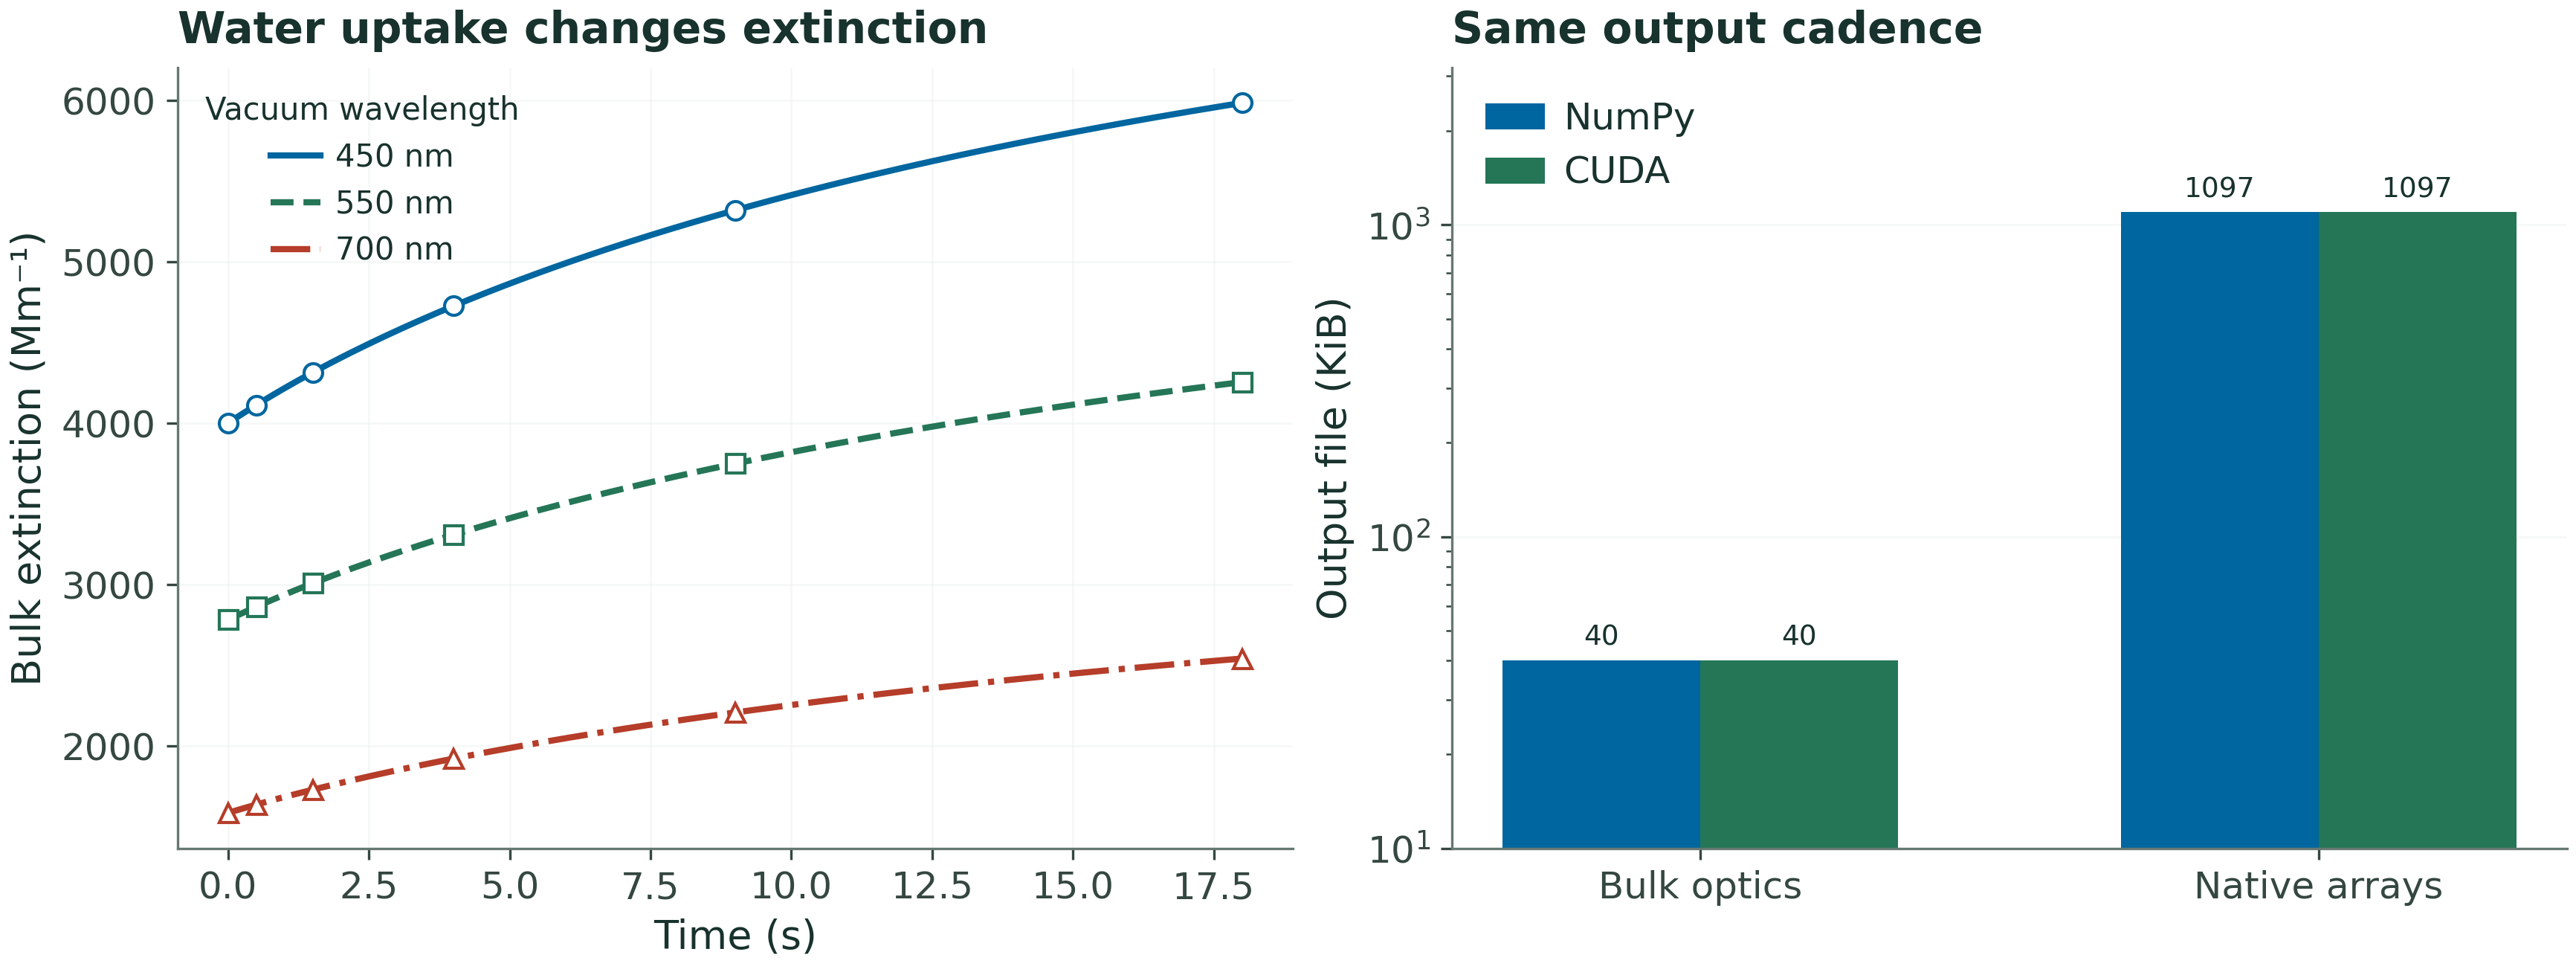 Water uptake changes extinction
Bulk extinction (Mm⁻¹)
6000
5000
4000
3000
2000
Vacuum wavelength
450 nm
550 nm
700 nm
0.0 2.5 5.0 7.5 10.0 12.5 15.0 17.5
Time (s)
Same output cadence
Output file (KiB)
10³
10²
10¹
NumPy
CUDA
1097 1097
40 40
Bulk optics Native arrays